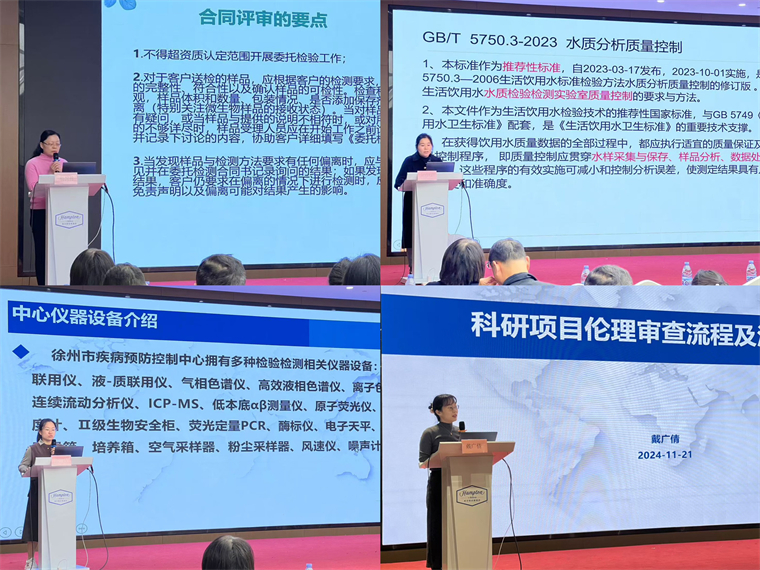 合同评审的要点
1.不得超资质认定范围开展委托检验工作;
2.对于客户送检的样品，应根据客户的检测要求，
的完整性、符合性以及确认样品的可检性。检查样
观，样品体积和数量、包装情况，是否添加保存
离（特别关注微生物样品的接收状态）。当对样
有疑问，或当样品与提供的说明不相符时，或对
的不够详尽时，样品受理人员应在开始工作之前
并记录下讨论的内容，协助客户详细填写《委托
3.当发现样品与检测方法要求有任何偏离时，应与
见并在委托检测合同书记录询问的结果；如果发
结果，客户仍要求在偏离的情况下进行检测时，应
免责声明以及偏离可能对结果产生的影响。
Hampton
GB/T 5750.3-2023 水质分析质量控制
1、本标准作为推荐性标准，自2023-03-17发布，2023-10-01实施，是
5750.3—2006生活饮用水标准检验方法水质分析质量控制的修订版。
生活饮用水水质检验检测实验室质量控制的要求与方法。
2、本文件作为生活饮用水检验技术的推荐性国家标准，与GB 5749《
用水卫生标准》配套，是《生活饮用水卫生标准》的重要技术支撑。
在获得饮用水质量数据的全部过程中，都应执行适宜的质量保证及
控制程序， 即质量控制应贯穿水样采集与保存、样品分析、数据处
这些程序的有效实施可减小和控制分析误差，使测定结果具有
和准确度。
Hampton
中心仪器设备介绍
徐州市疾病预防控制中心拥有多种检验检测相关仪器设备：
联用仪、液-质联用仪、气相色谱仪、高效液相色谱仪、离子色
连续流动分析仪、ICP-MS、低本底αβ测量仪、原子荧光仪、
度计、Ⅱ级生物安全柜、荧光定量PCR、酶标仪、电子天平、
箱、培养箱、空气采样器、粉尘采样器、风速仪、噪声计
Hampton
科研项目伦理审查流程及
戴广倩
2024-11-21
戴广倩
Hampton